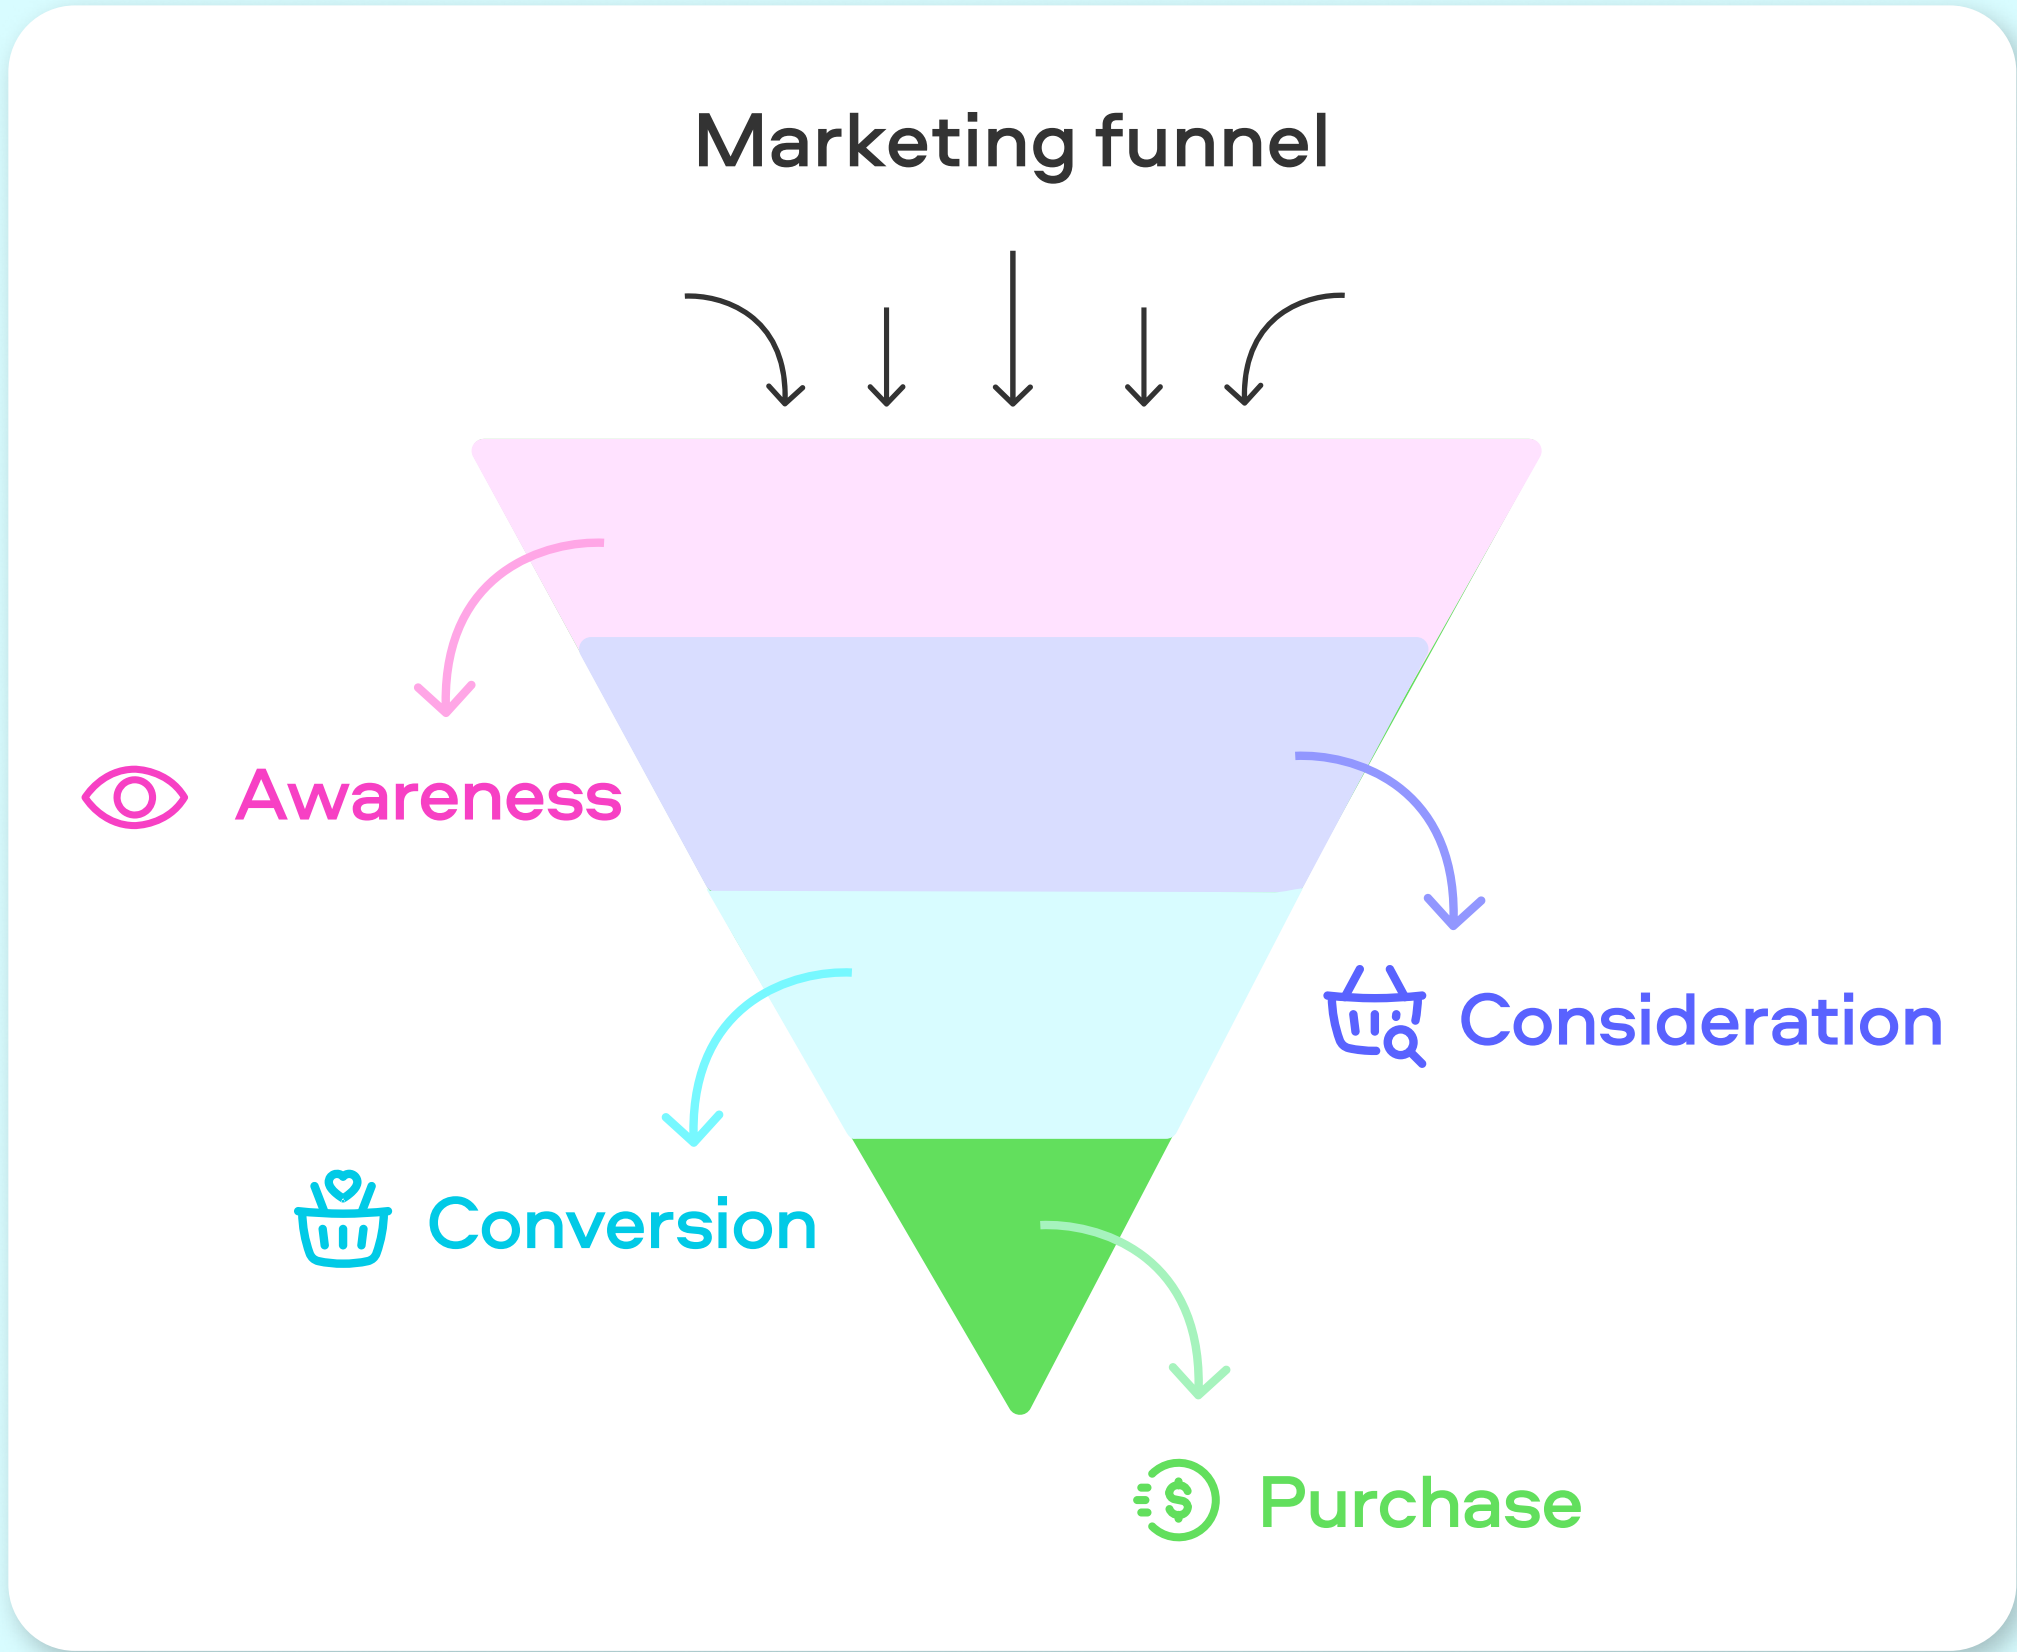 Marketing funnel
Awareness
Consideration
Conversion
Purchase